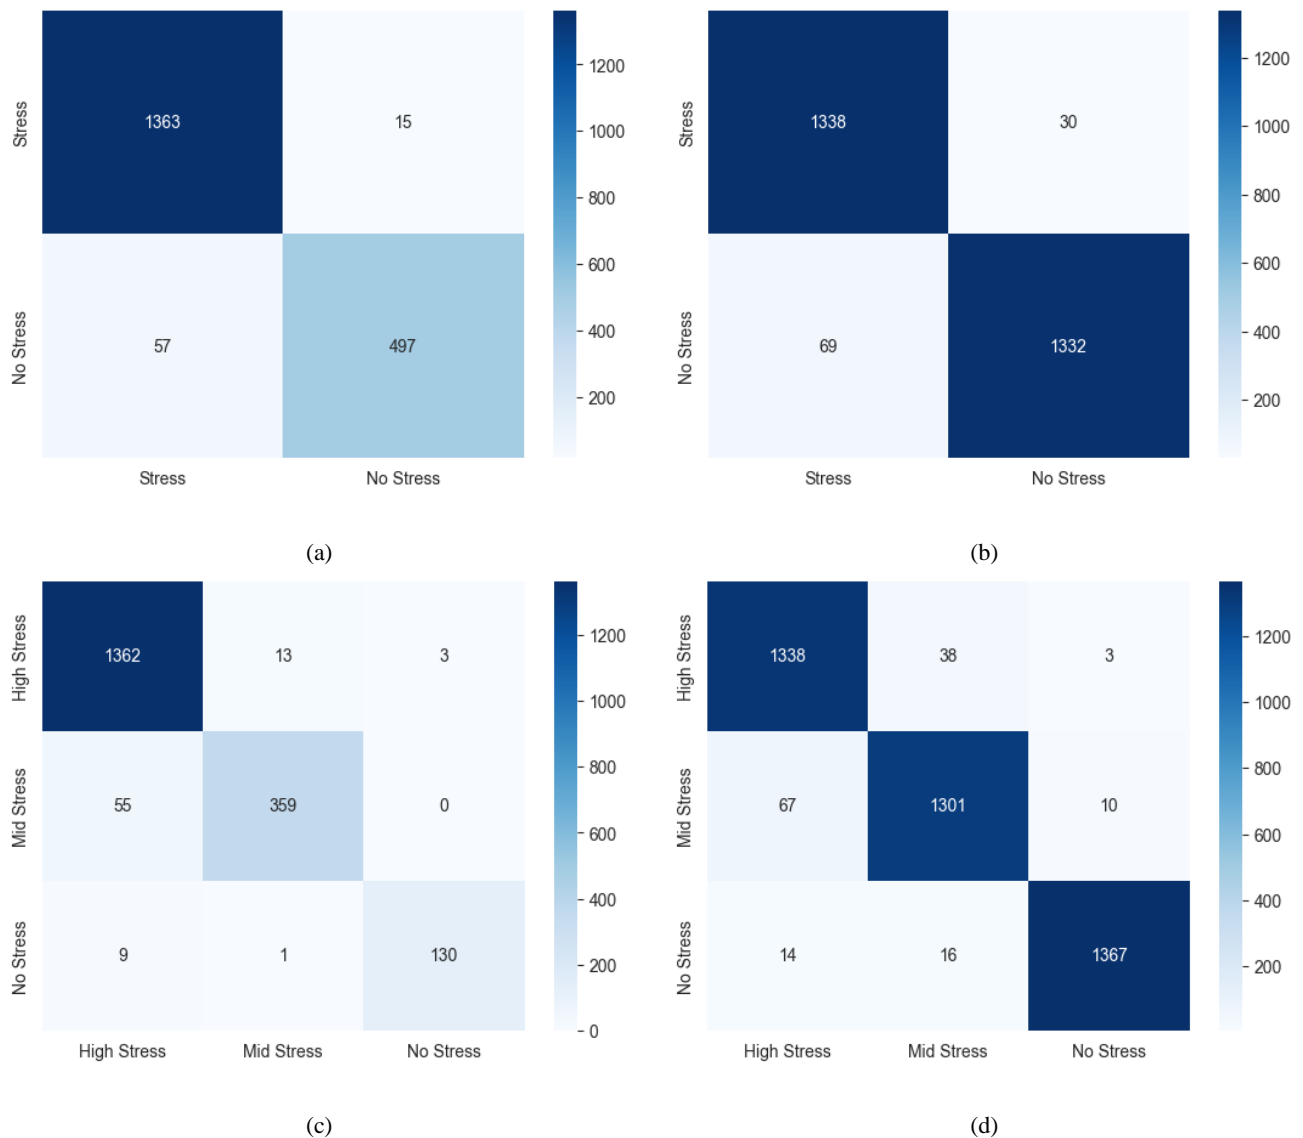 Stress
1363 15
No Stress
57 497
Stress No Stress
1200
1000
800
600
400
200
(a)
Stress
1338 30
No Stress
69 1332
Stress No Stress
1200
1000
800
600
400
200
(b)
High Stress
1362 13 3
Mid Stress
55 359 0
No Stress
9 1 130
High Stress Mid Stress No Stress
1200
1000
800
600
400
200
0
(c)
High Stress
1338 38 3
Mid Stress
67 1301 10
No Stress
14 16 1367
High Stress Mid Stress No Stress
1200
1000
800
600
400
200
(d)